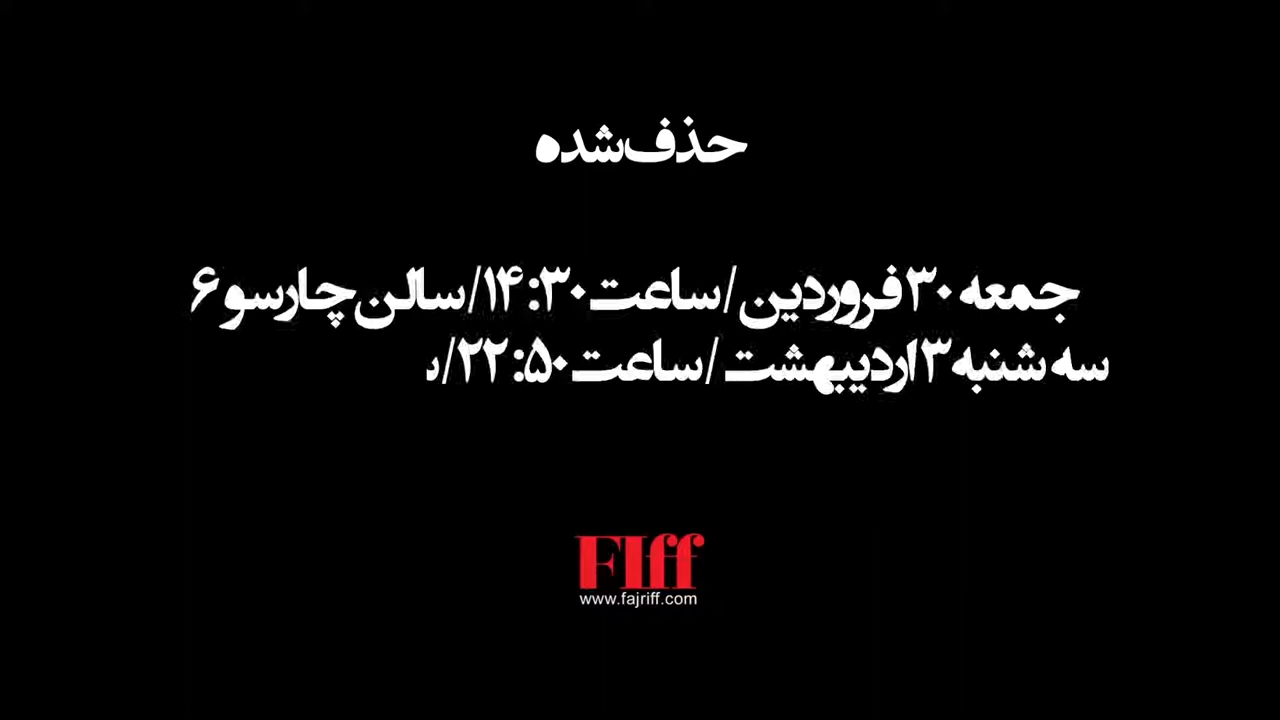 حذف‌شده
جمعه ۳۰ فروردین / ساعت ۱۴:۳۰ / سالن چارسو ۶
سه شنبه ۳ اردیبهشت / ساعت ۲۲:۵۰ /
FIff
www.fajriff.com